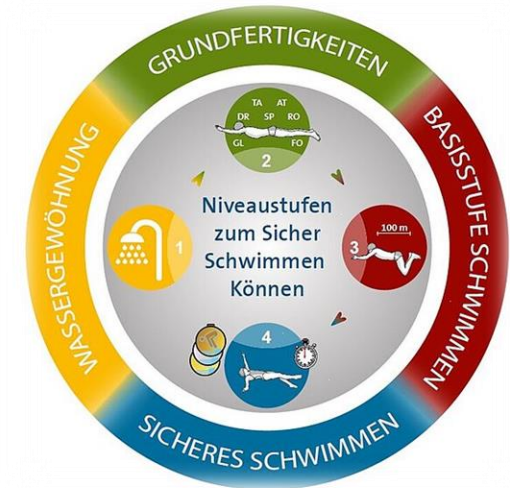 GRUNDFERTIGKEITEN
BASISSTUFE SCHWIMMEN
SICHERES SCHWIMMEN
WASSERGEWÖHNUNG
TA AT
DR SP RO
GL FO
2
Niveaustufen
zum Sicher
Schwimmen
Können
1
100 m
3
4